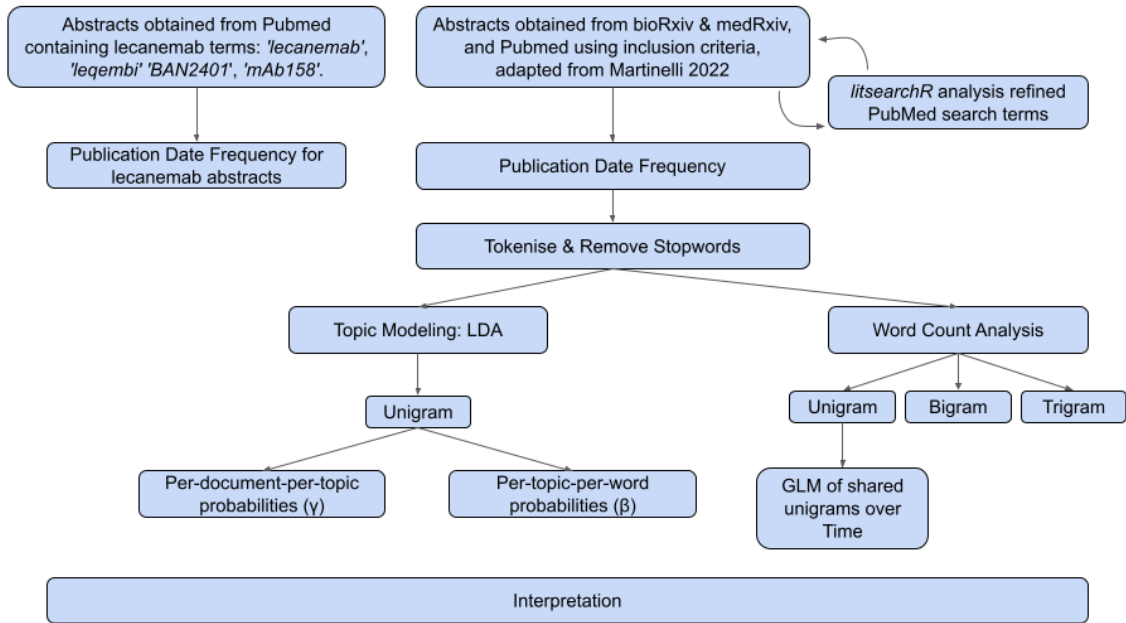 Abstracts obtained from Pubmed
containing lecanemab terms: 'lecanemab',
'leqembi' 'BAN2401', 'mAb158'.
Abstracts obtained from bioRxiv & medRxiv,
and Pubmed using inclusion criteria,
adapted from Martinelli 2022
litsearchR analysis refined
PubMed search terms
Publication Date Frequency for
lecanemab abstracts
Publication Date Frequency
Tokenise & Remove Stopwords
Topic Modeling: LDA
Word Count Analysis
Unigram
Unigram
Bigram
Trigram
Per-document-per-topic
probabilities (γ)
Per-topic-per-word
probabilities (β)
GLM of shared
unigrams over
Time
Interpretation